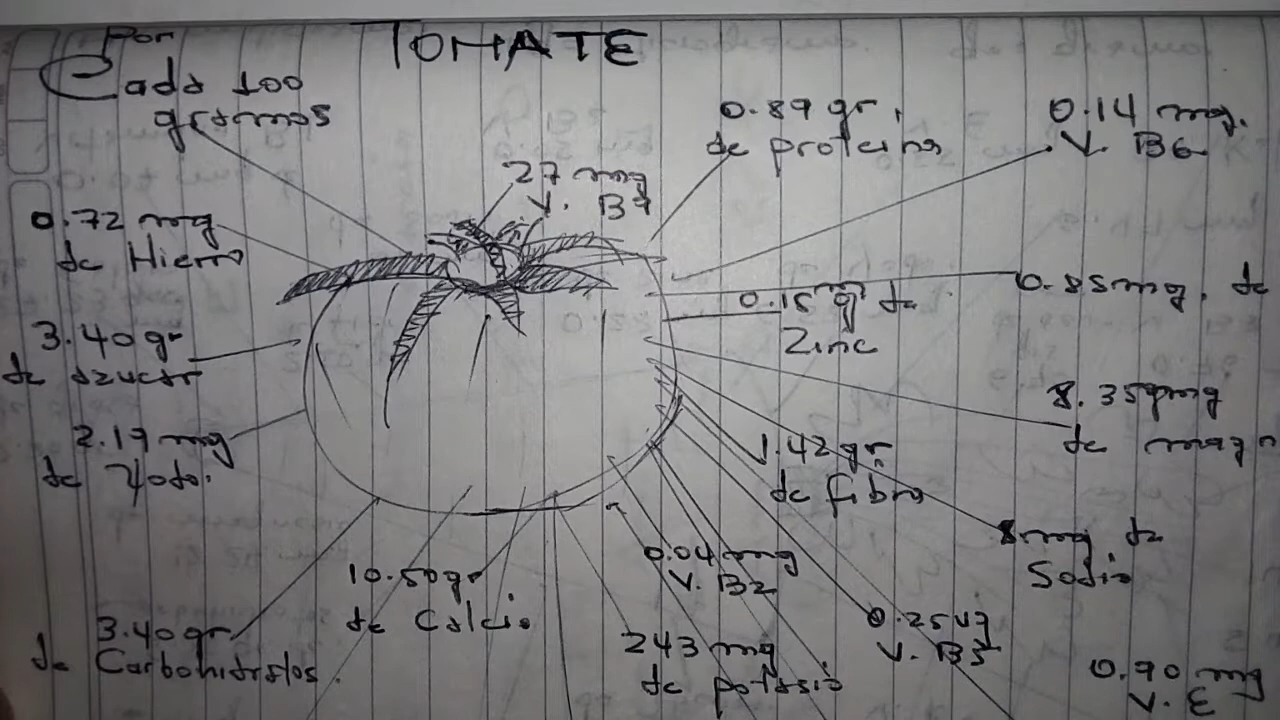 TOMATE
Por
Cada 100
gramos
0.89 gr.
de proteina
0.14 mg.
V. B6
27 mg
V. B9
0.72 mg
de Hierro
0.85 mg. de
0.15 mg de
Zinc
3.40 gr
de azucar
8.35 mg
de magn
2.19 mg
de Yodo.
1.42 gr.
de fibra
mg de
Sodio
0.04 mg
V. B2
10.50 gr
de Calcio
0.25 ug
V. B3
3.40 gr
de Carbohidratos.
243 mg
de potasio
0.90 mg
V. E